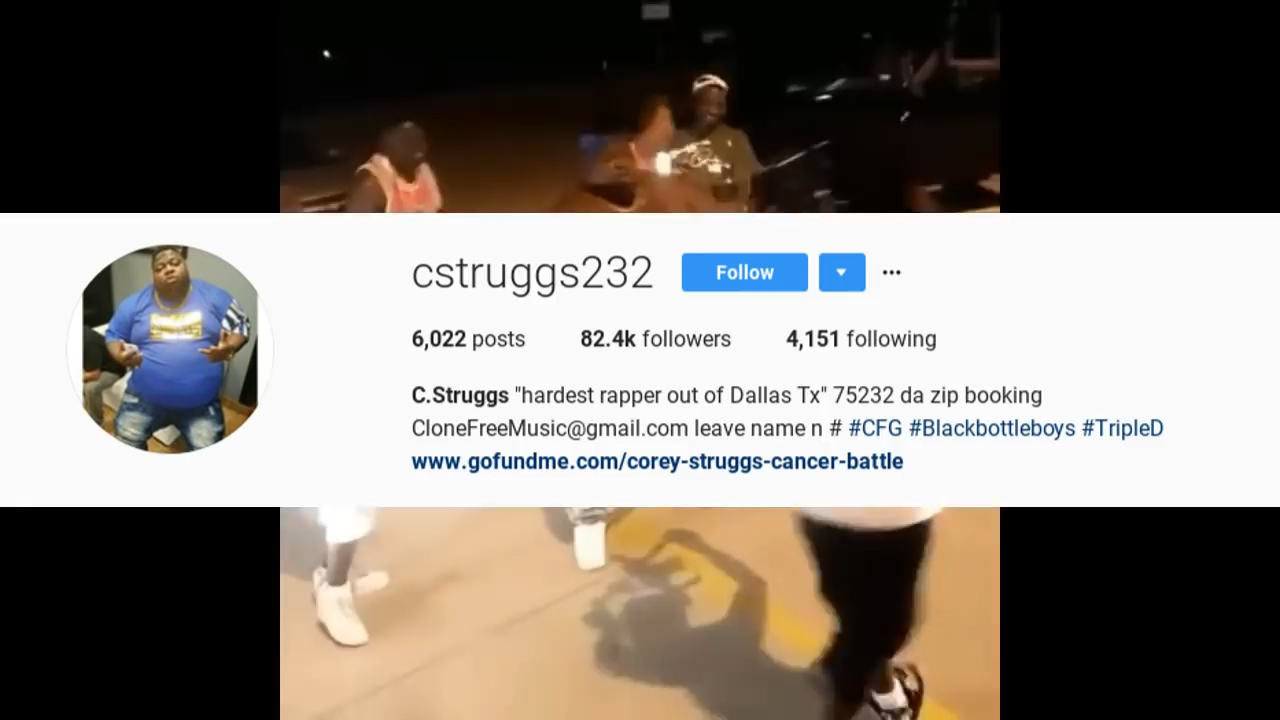 cstruggs232 Follow
6,022 posts 82.4k followers 4,151 following
C.Struggs "hardest rapper out of Dallas Tx" 75232 da zip booking
CloneFreeMusic@gmail.com leave name n # #CFG #Blackbottleboys #TripleD
www.gofundme.com/corey-struggs-cancer-battle